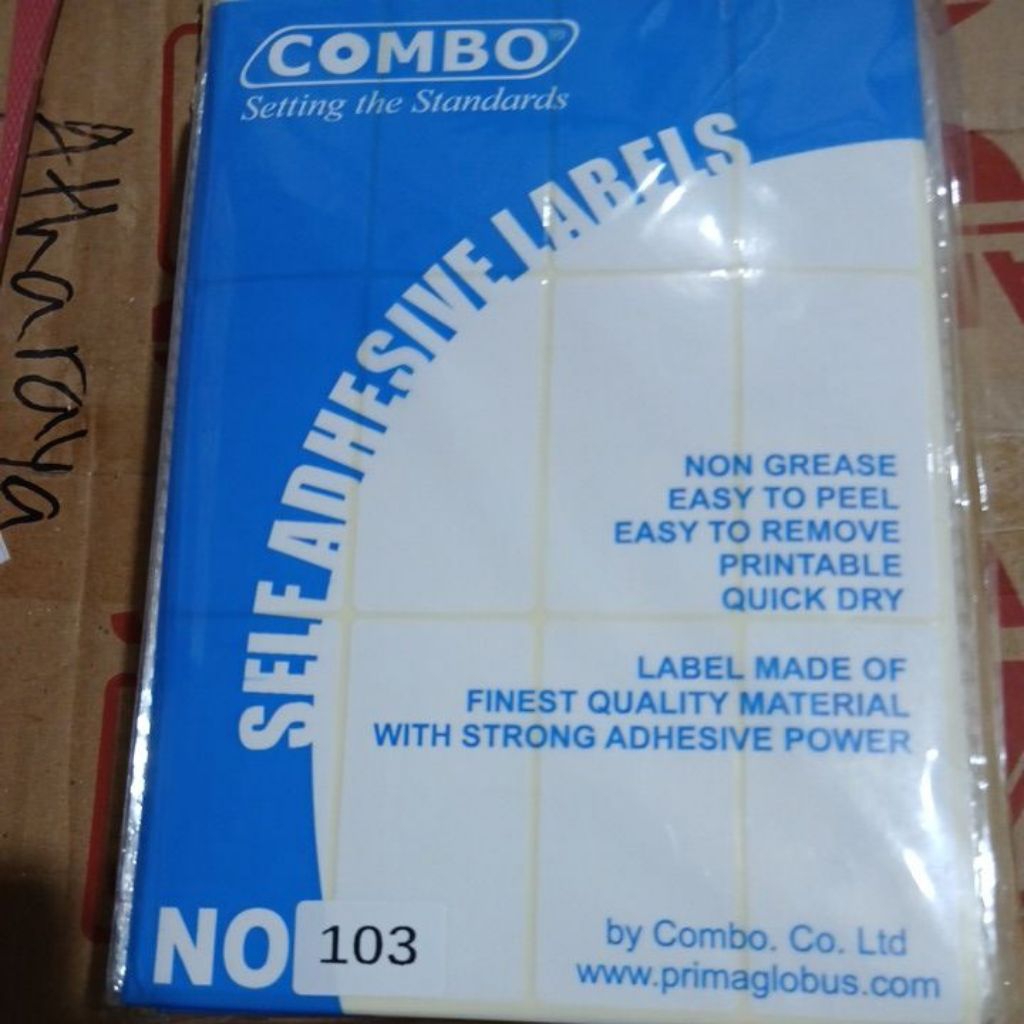 COMBO
Setting the Standards
SELF ADHESIVE LABELS
NON GREASE
EASY TO PEEL
EASY TO REMOVE
PRINTABLE
QUICK DRY
LABEL MADE OF
FINEST QUALITY MATERIAL
WITH STRONG ADHESIVE POWER
NO 103
by Combo. Co. Ltd
www.primaglobus.com